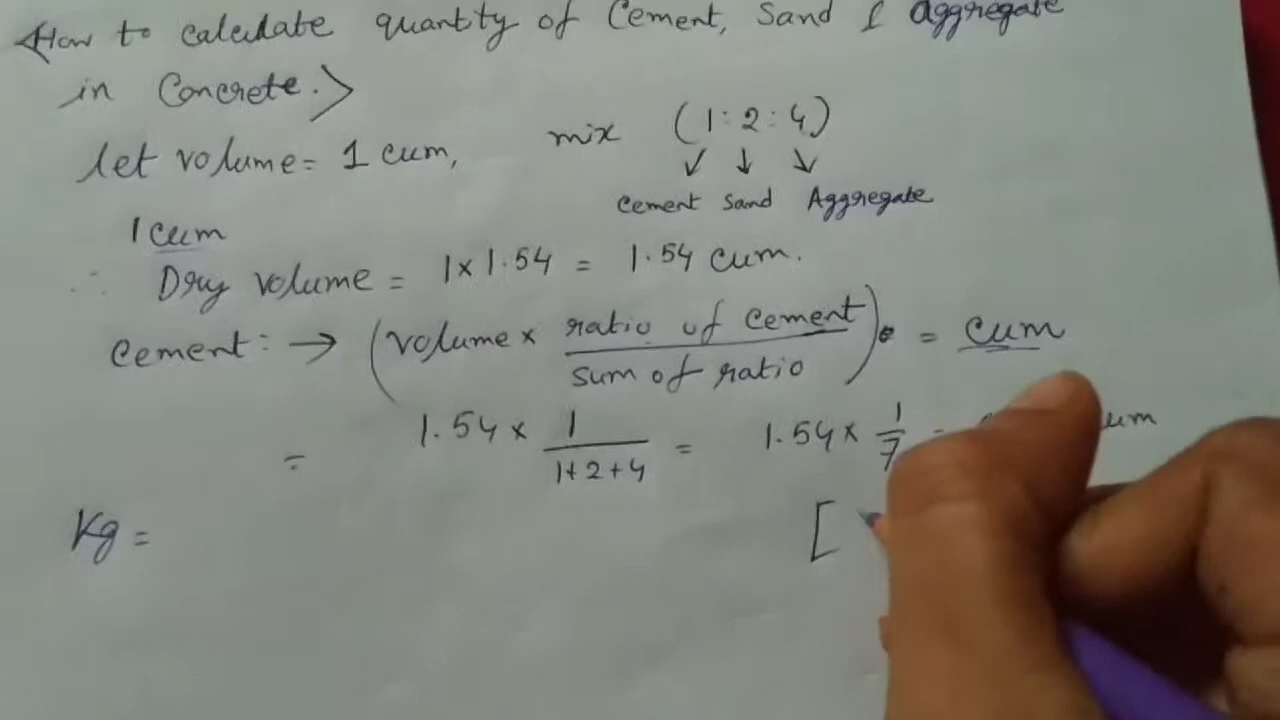 How to calculate quantity of Cement, Sand & aggregate
in Concrete.>
let volume = 1 cum, mix (1:2:4)
Cement Sand Aggregate
1 cum
∴ Dry volume = 1 x 1.54 = 1.54 cum.
Cement: → (volume x ratio of cement / sum of ratio) = cum
= 1.54 x 1 / 1+2+4 = 1.54 x 1/7 =
Kg = [